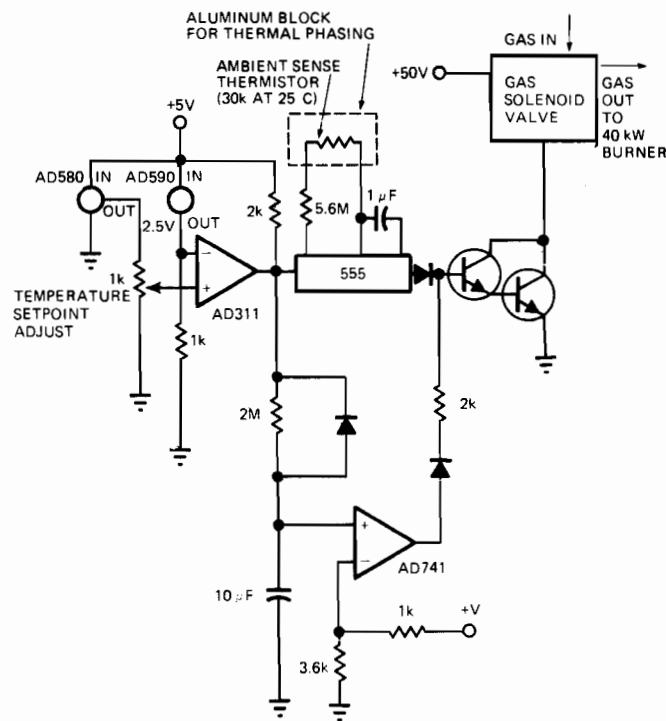 ALUMINUM BLOCK
FOR THERMAL PHASING
AMBIENT SENSE
THERMISTOR
(30k AT 25 C)
GAS IN
+50V
GAS
SOLENOID
VALVE
GAS
OUT
TO
40 kW
BURNER
+5V
AD580 IN
OUT
AD590 IN
OUT
2.5V
2k
5.6M
1 μF
555
1k
TEMPERATURE
SETPOINT
ADJUST
−
+
AD311
1k
2M
2k
+
−
AD741
10 μF
1k
+V
3.6k